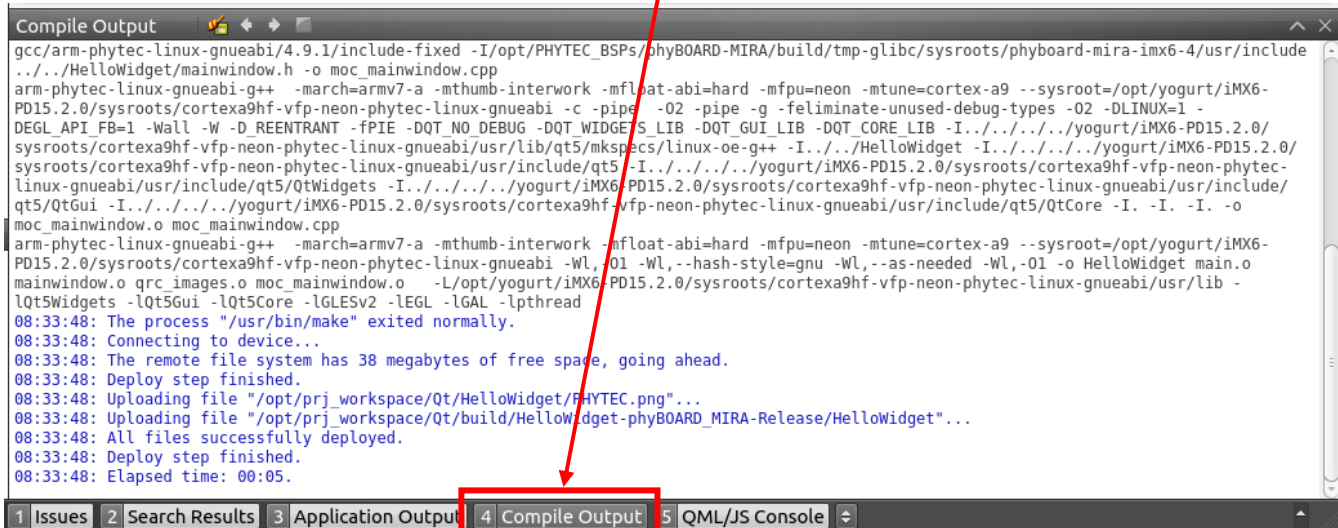 Compile Output
gcc/arm-phytec-linux-gnueabi/4.9.1/include-fixed -I/opt/PHYTEC_BSPs/phyBOARD-MIRA/build/tmp-glibc/sysroots/phyboard-mira-imx6-4/usr/include
../../HelloWidget/mainwindow.h -o moc_mainwindow.cpp
arm-phytec-linux-gnueabi-g++  -march=armv7-a -mthumb-interwork -mfloat-abi=hard -mfpu=neon -mtune=cortex-a9 --sysroot=/opt/yogurt/iMX6-
PD15.2.0/sysroots/cortexa9hf-vfp-neon-phytec-linux-gnueabi -c -pipe  -O2 -pipe -g -feliminate-unused-debug-types -O2 -DLINUX=1 -
DEGL_API_FB=1 -Wall -W -D_REENTRANT -fPIE -DQT_NO_DEBUG -DQT_WIDGETS_LIB -DQT_GUI_LIB -DQT_CORE_LIB -I../../../../yogurt/iMX6-PD15.2.0/
sysroots/cortexa9hf-vfp-neon-phytec-linux-gnueabi/usr/lib/qt5/mkspecs/linux-oe-g++ -I../../HelloWidget -I../../../../yogurt/iMX6-PD15.2.0/
sysroots/cortexa9hf-vfp-neon-phytec-linux-gnueabi/usr/include/qt5 -I../../../../yogurt/iMX6-PD15.2.0/sysroots/cortexa9hf-vfp-neon-phytec-
linux-gnueabi/usr/include/qt5/QtWidgets -I../../../../yogurt/iMX6-PD15.2.0/sysroots/cortexa9hf-vfp-neon-phytec-linux-gnueabi/usr/include/
qt5/QtGui -I../../../../yogurt/iMX6-PD15.2.0/sysroots/cortexa9hf-vfp-neon-phytec-linux-gnueabi/usr/include/qt5/QtCore -I. -I. -I. -o
moc_mainwindow.o moc_mainwindow.cpp
arm-phytec-linux-gnueabi-g++  -march=armv7-a -mthumb-interwork -mfloat-abi=hard -mfpu=neon -mtune=cortex-a9 --sysroot=/opt/yogurt/iMX6-
PD15.2.0/sysroots/cortexa9hf-vfp-neon-phytec-linux-gnueabi -Wl,-O1 -Wl,--hash-style=gnu -Wl,--as-needed -Wl,-O1 -o HelloWidget main.o
mainwindow.o qrc_images.o moc_mainwindow.o   -L/opt/yogurt/iMX6-PD15.2.0/sysroots/cortexa9hf-vfp-neon-phytec-linux-gnueabi/usr/lib -
lQt5Widgets -lQt5Gui -lQt5Core -lGLESv2 -lEGL -lGAL -lpthread
08:33:48: The process "/usr/bin/make" exited normally.
08:33:48: Connecting to device...
08:33:48: The remote file system has 38 megabytes of free space, going ahead.
08:33:48: Deploy step finished.
08:33:48: Uploading file "/opt/prj_workspace/Qt/HelloWidget/PHYTEC.png"...
08:33:48: Uploading file "/opt/prj_workspace/Qt/build/HelloWidget-phyBOARD_MIRA-Release/HelloWidget"...
08:33:48: All files successfully deployed.
08:33:48: Deploy step finished.
08:33:48: Elapsed time: 00:05.
1 Issues 2 Search Results 3 Application Output 4 Compile Output 5 QML/JS Console